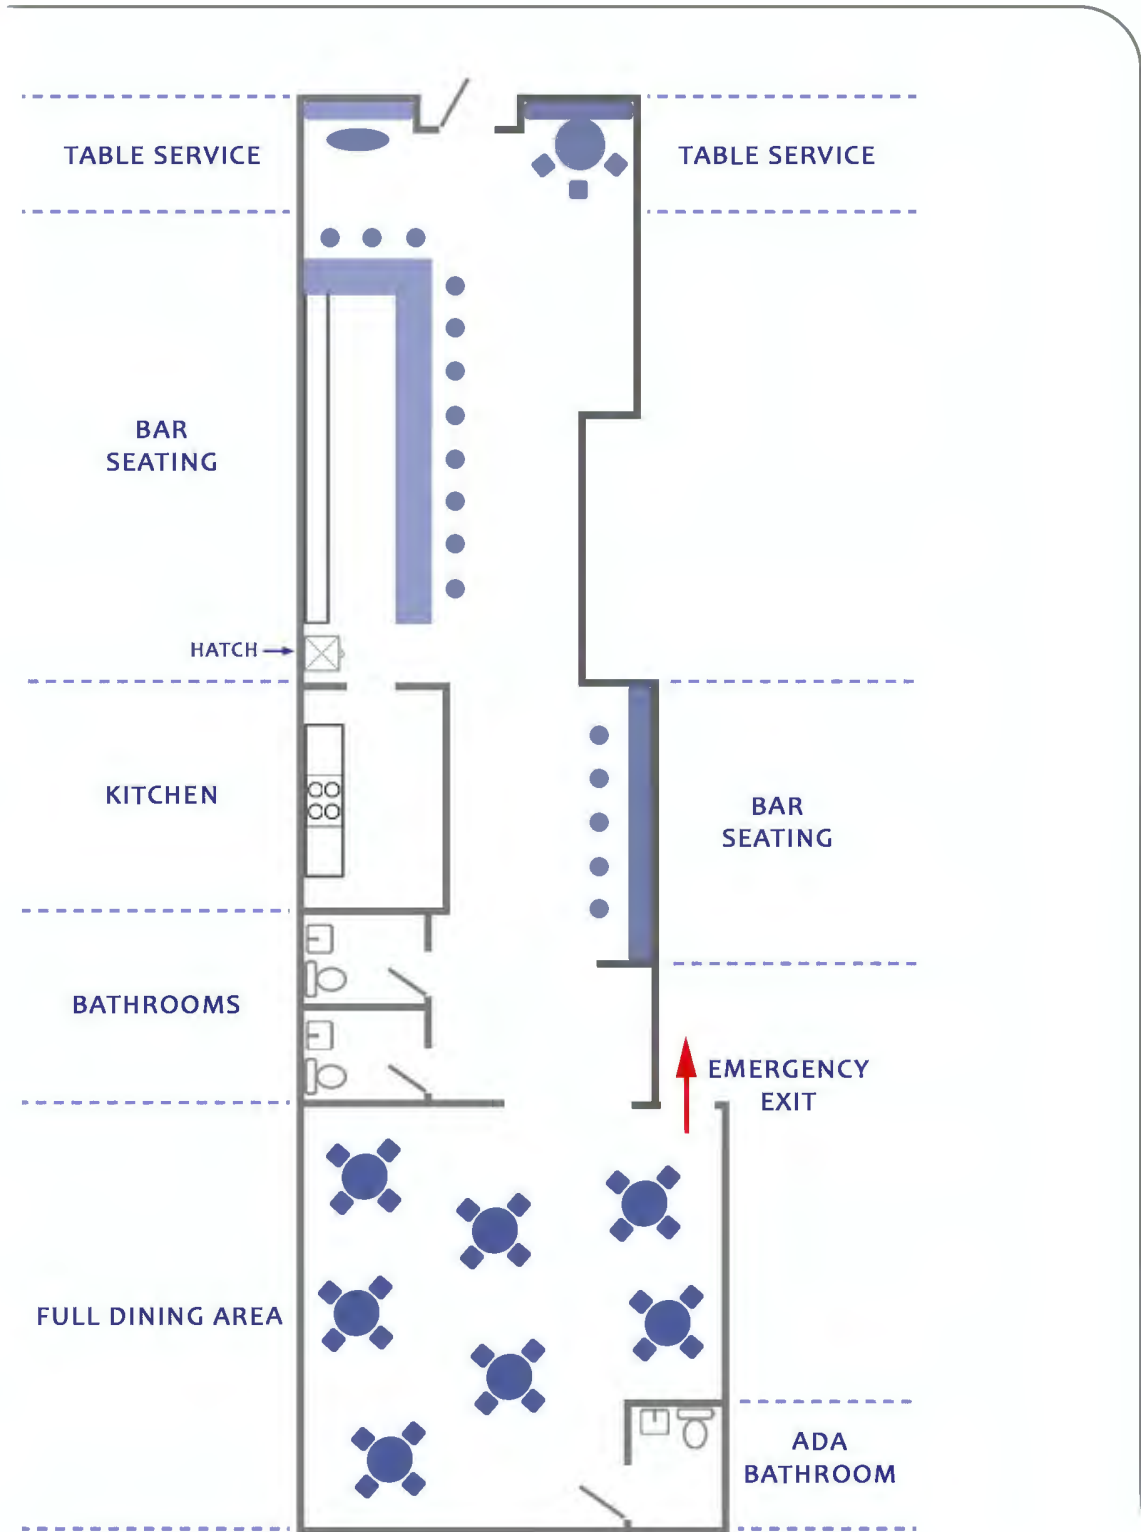 TABLE SERVICE
TABLE SERVICE
BAR
SEATING
HATCH
KITCHEN
BAR
SEATING
BATHROOMS
EMERGENCY
EXIT
FULL DINING AREA
ADA
BATHROOM